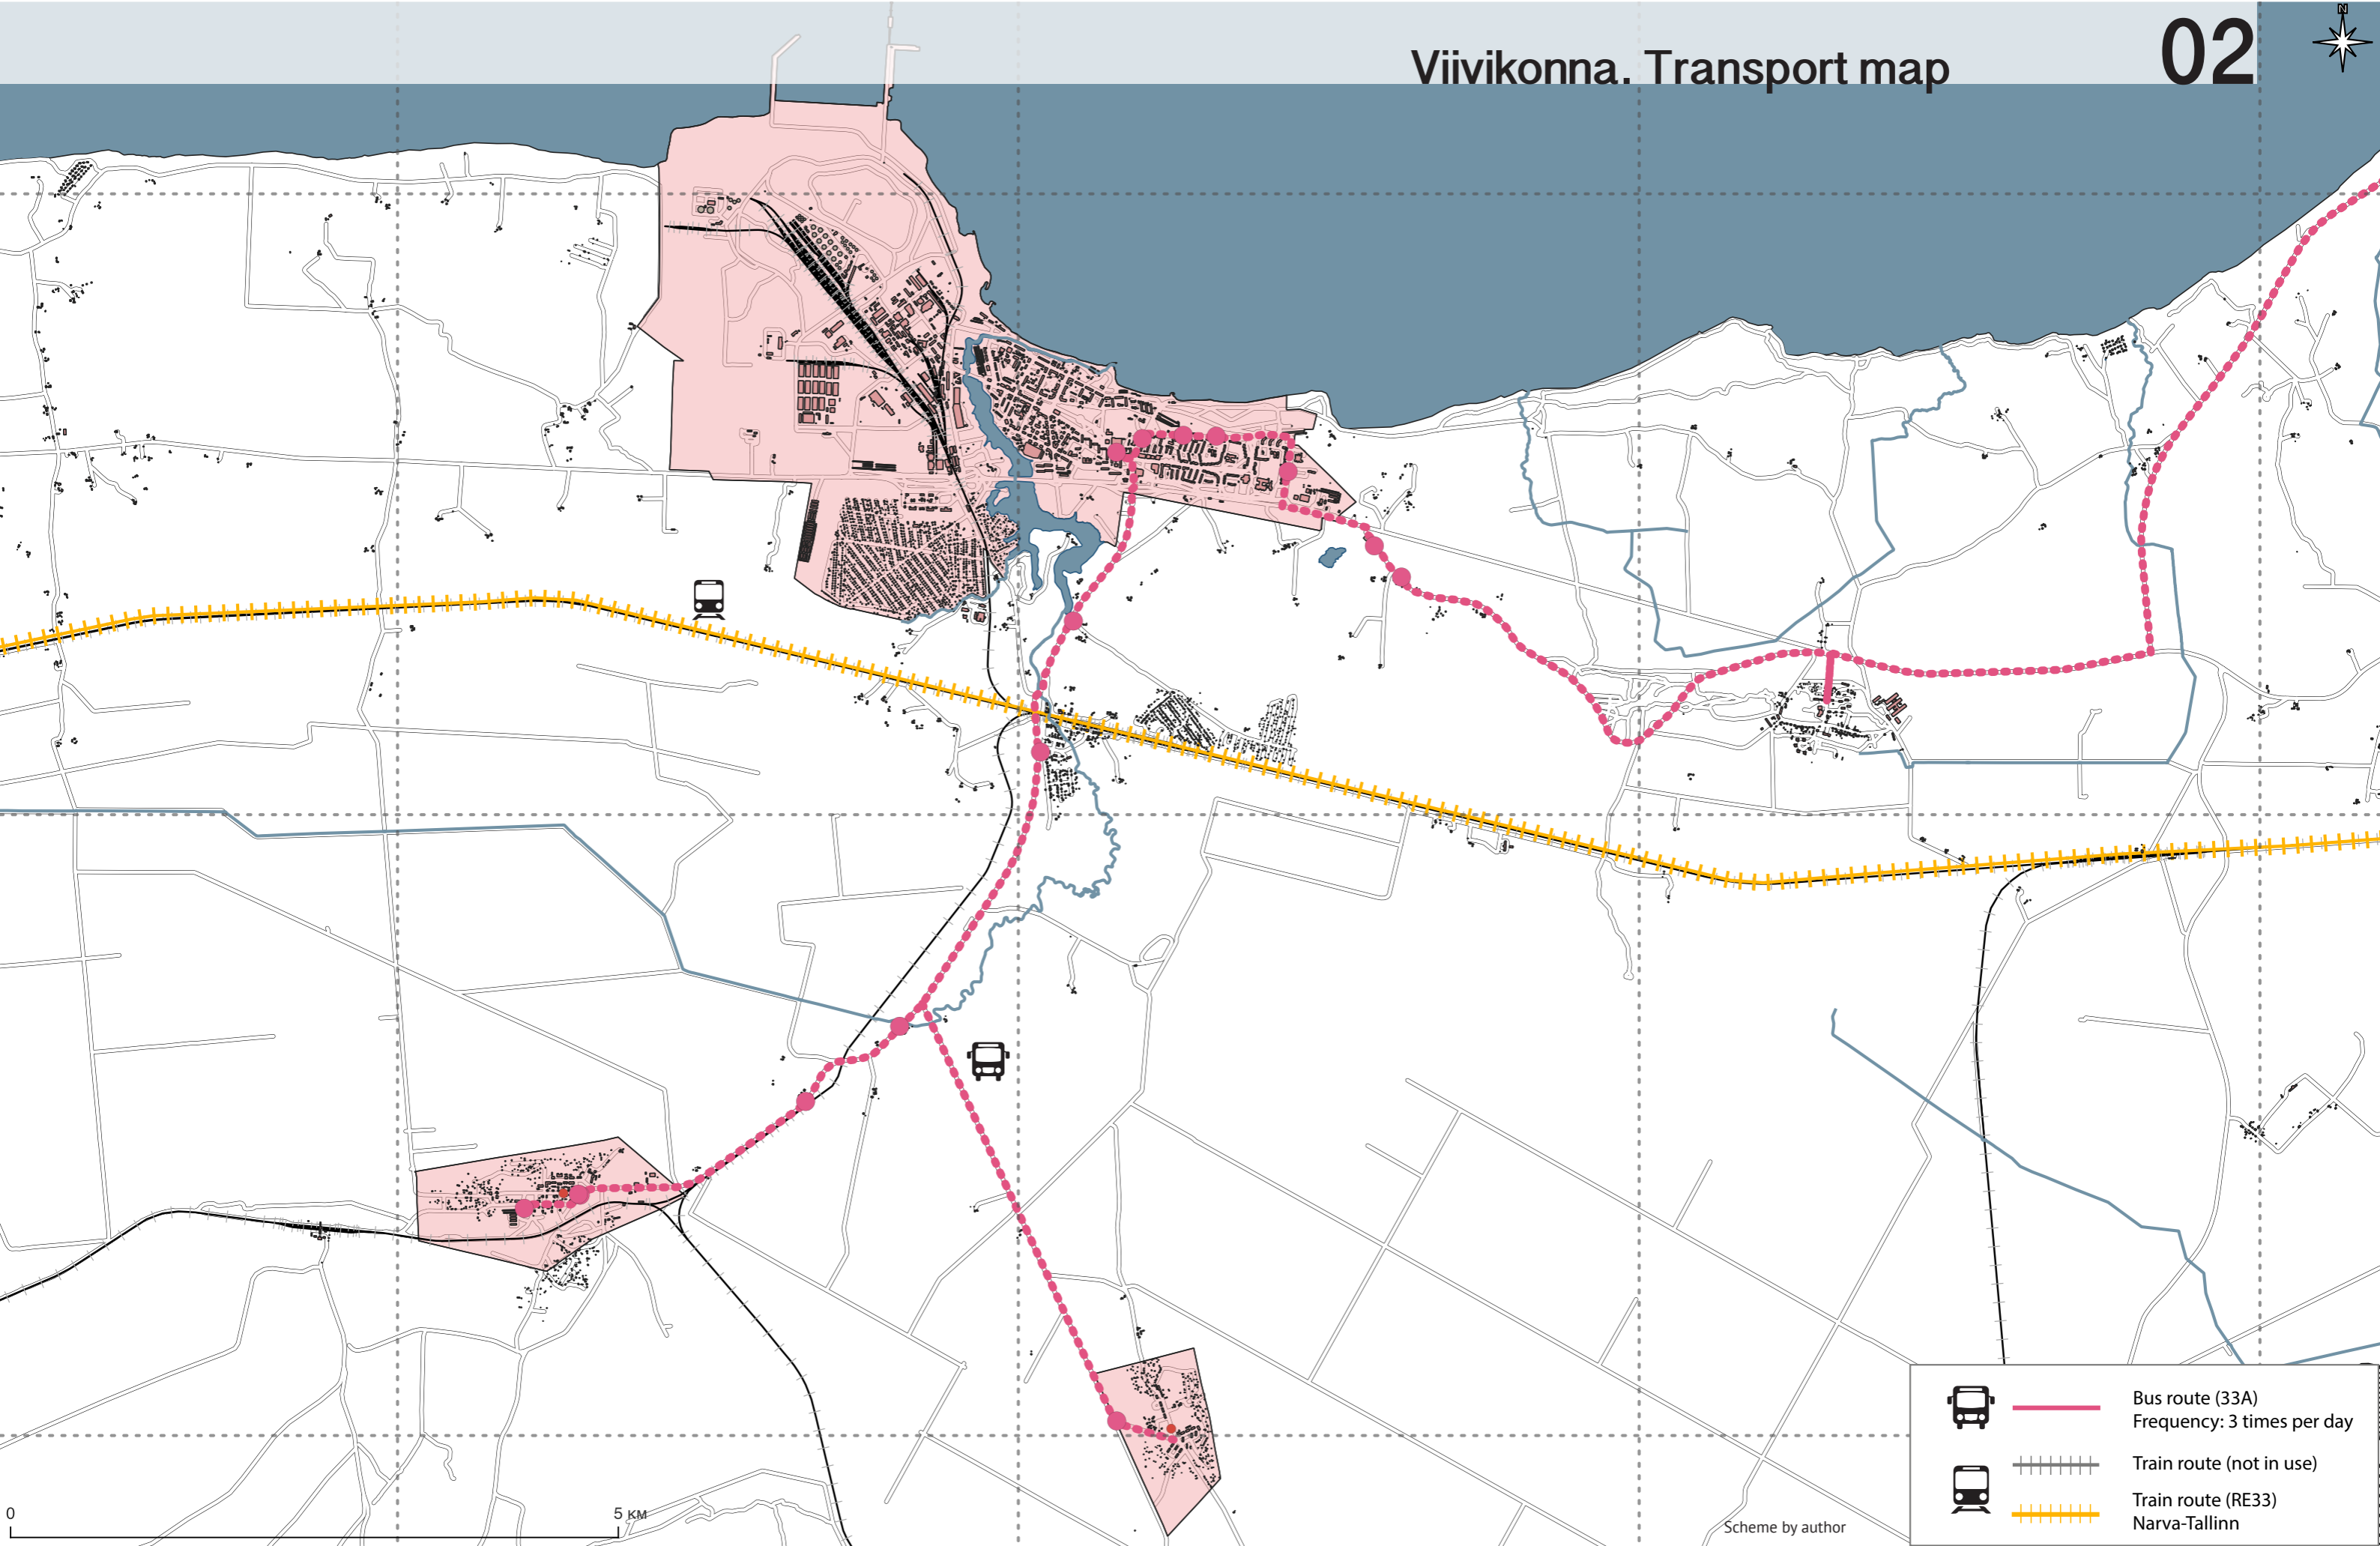 N
02
Viivikonna. Transport map
Bus route (33A)
Frequency: 3 times per day
Train route (not in use)
Train route (RE33)
Narva-Tallinn
0
5 KM
Scheme by author